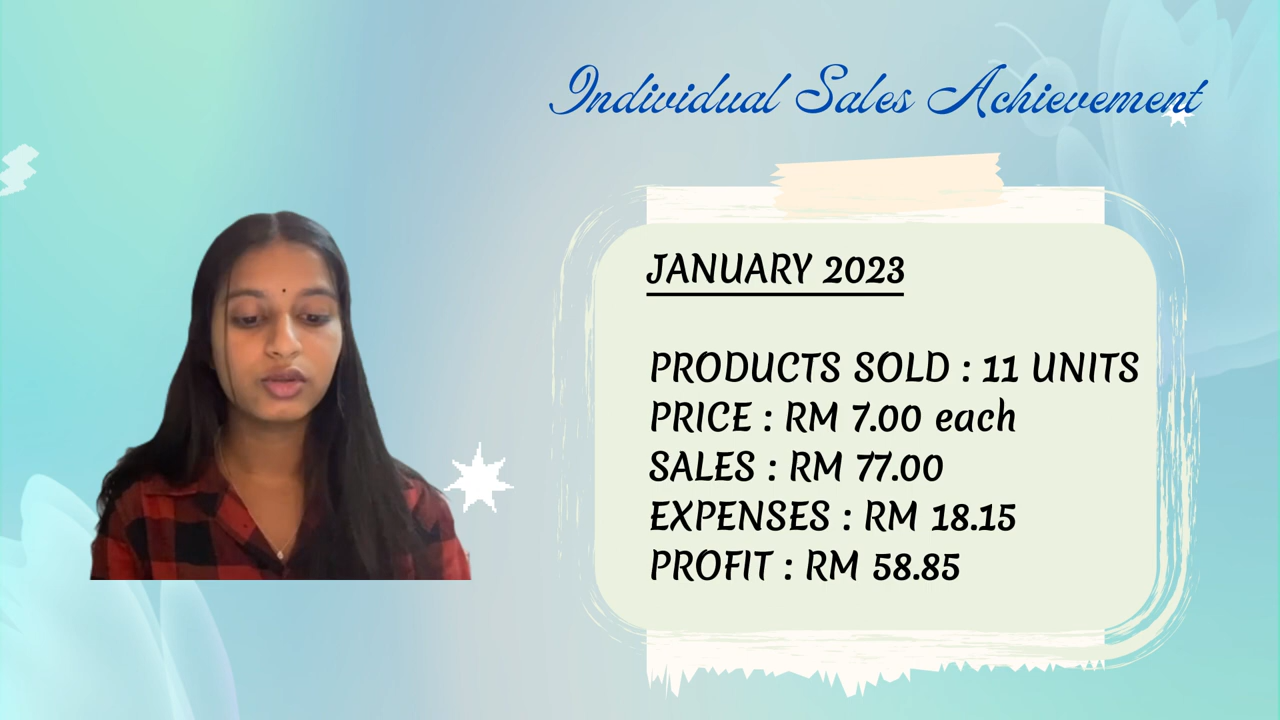 Individual Sales Achievement
JANUARY 2023
PRODUCTS SOLD : 11 UNITS
PRICE : RM 7.00 each
SALES : RM 77.00
EXPENSES : RM 18.15
PROFIT : RM 58.85